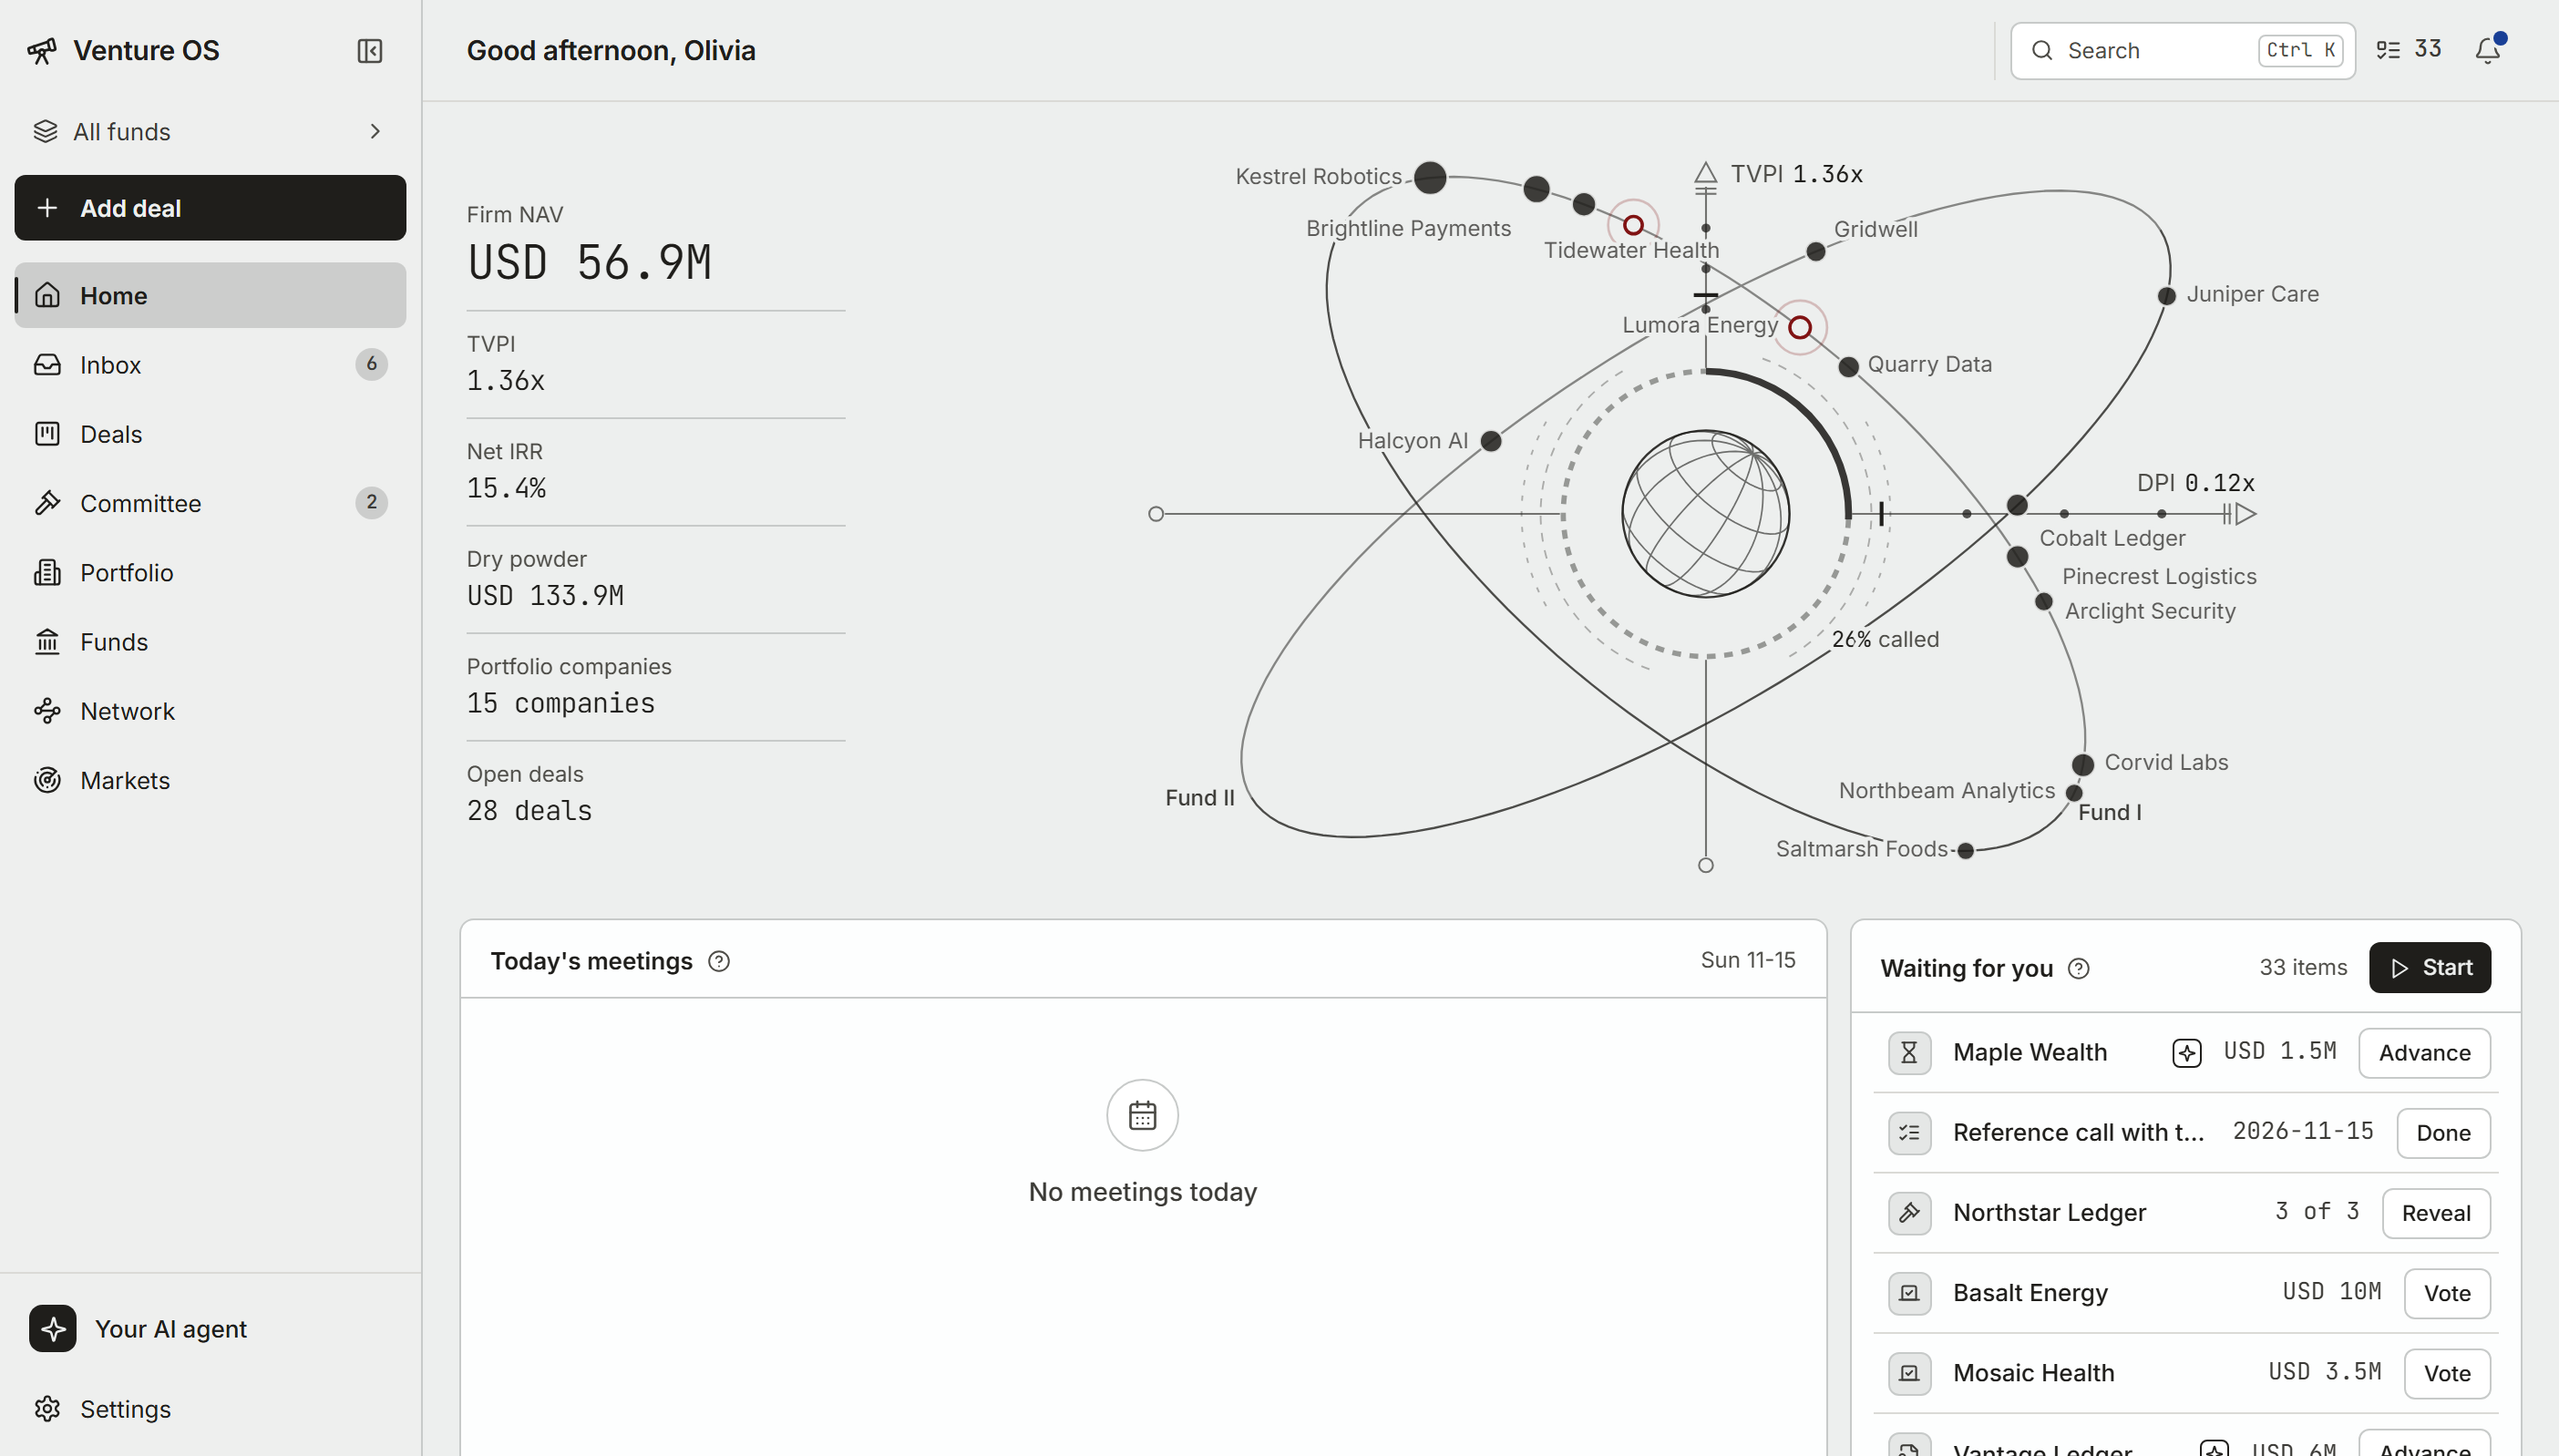 Venture OS
All funds
Add deal
Home
Inbox 6
Deals
Committee 2
Portfolio
Funds
Network
Markets
Your AI agent
Settings
Good afternoon, Olivia
Search Ctrl K
33
Firm NAV
USD 56.9M
TVPI
1.36x
Net IRR
15.4%
Dry powder
USD 133.9M
Portfolio companies
15 companies
Open deals
28 deals
TVPI 1.36x
Kestrel Robotics
Brightline Payments
Tidewater Health
Gridwell
Juniper Care
Lumora Energy
Quarry Data
Halcyon AI
DPI 0.12x
Cobalt Ledger
Pinecrest Logistics
Arclight Security
26% called
Corvid Labs
Northbeam Analytics
Fund II
Fund I
Saltmarsh Foods
Today's meetings
Sun 11-15
No meetings today
Waiting for you
33 items
Start
Maple Wealth USD 1.5M Advance
Reference call with t... 2026-11-15 Done
Northstar Ledger 3 of 3 Reveal
Basalt Energy USD 10M Vote
Mosaic Health USD 3.5M Vote
Vantage Ledger USD 6M Advance